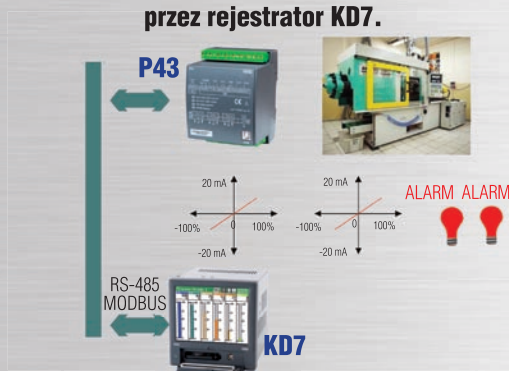 przez rejestrator KD7.
P43
20 mA
-100%
0
100%
-20 mA
20 mA
-100%
0
100%
-20 mA
ALARM ALARM
RS-485
MODBUS
KD7